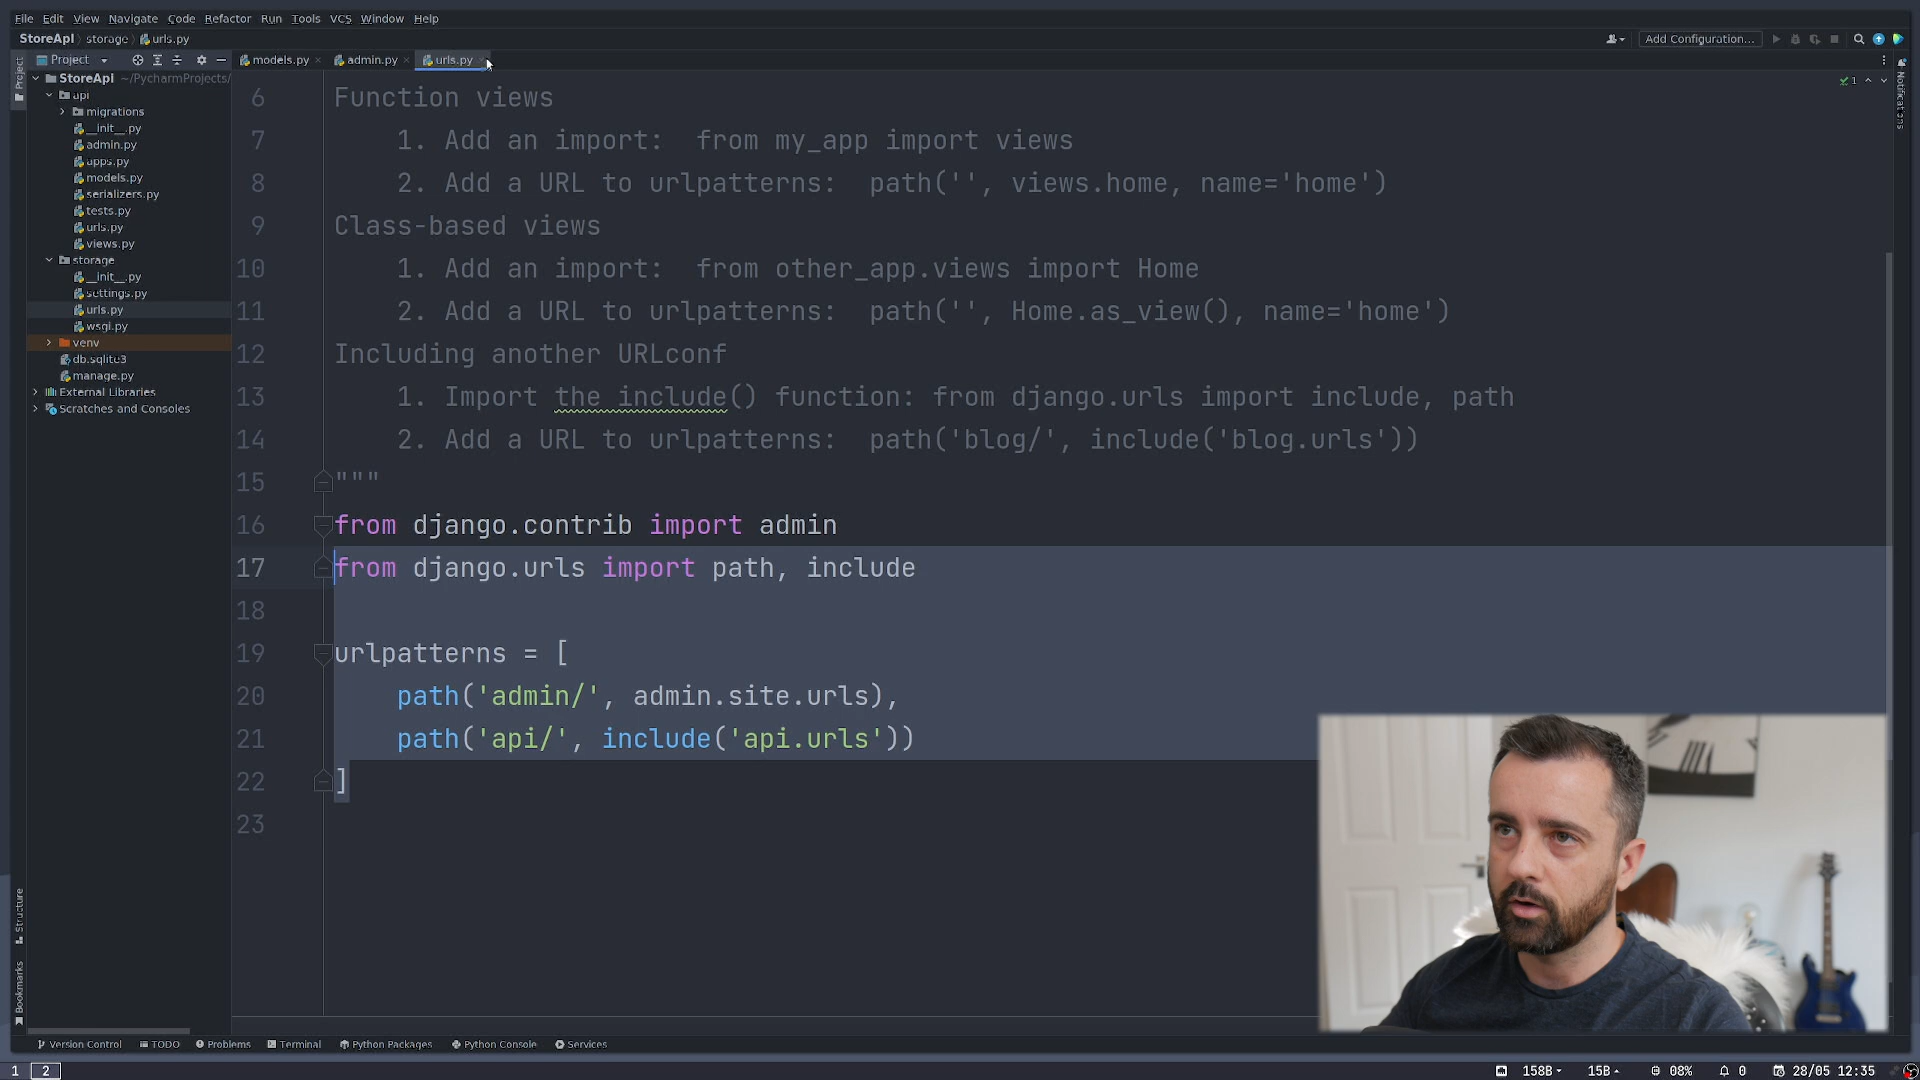 File Edit View Navigate Code Refactor Run Tools VCS Window Help
StoreApi storage urls.py
Add Configuration...
Project
models.py admin.py urls.py
StoreApi ~/PycharmProjects/
api
migrations
__init__.py
admin.py
apps.py
models.py
serializers.py
tests.py
urls.py
views.py
storage
__init__.py
settings.py
urls.py
wsgi.py
venv
db.sqlite3
manage.py
External Libraries
Scratches and Consoles
Project
Structure
Bookmarks
Notifications
1
6 Function views
7 1. Add an import:  from my_app import views
8 2. Add a URL to urlpatterns:  path('', views.home, name='home')
9 Class-based views
10 1. Add an import:  from other_app.views import Home
11 2. Add a URL to urlpatterns:  path('', Home.as_view(), name='home')
12 Including another URLconf
13 1. Import the include() function: from django.urls import include, path
14 2. Add a URL to urlpatterns:  path('blog/', include('blog.urls'))
15 """
16 from django.contrib import admin
17 from django.urls import path, include
18
19 urlpatterns = [
20 path('admin/', admin.site.urls),
21 path('api/', include('api.urls'))
22 ]
23
Version Control TODO Problems Terminal Python Packages Python Console Services
1 2 158B 15B 08% 0 28/05 12:35